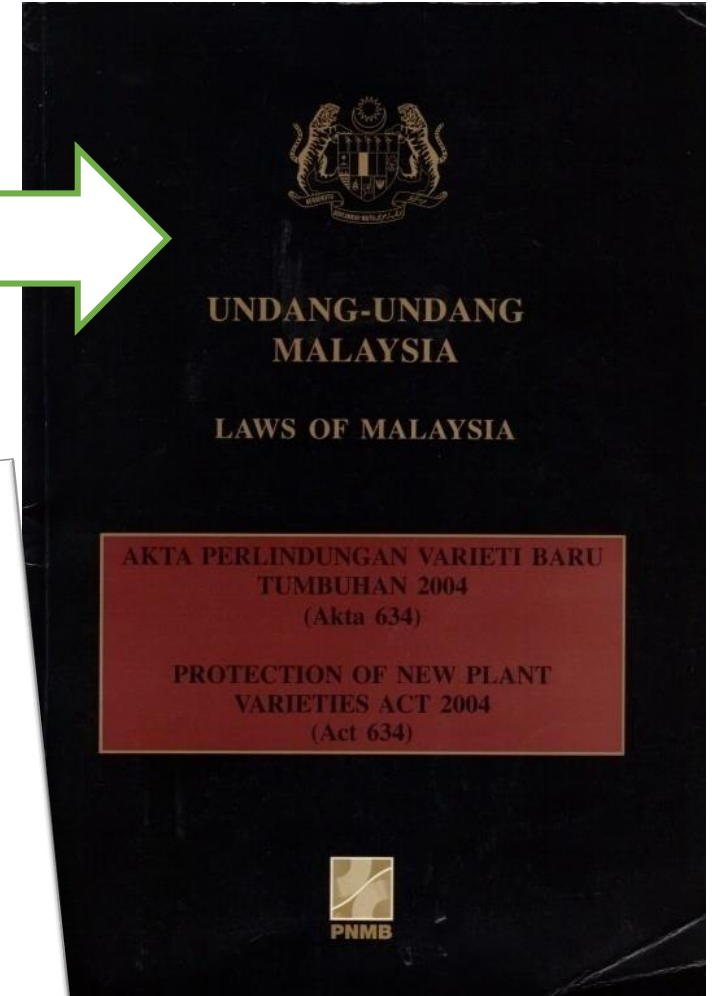 UNDANG-UNDANG
MALAYSIA
LAWS OF MALAYSIA
AKTA PERLINDUNGAN VARIETI BARU
TUMBUHAN 2004
(Akta 634)
PROTECTION OF NEW PLANT
VARIETIES ACT 2004
(Act 634)
PNMB